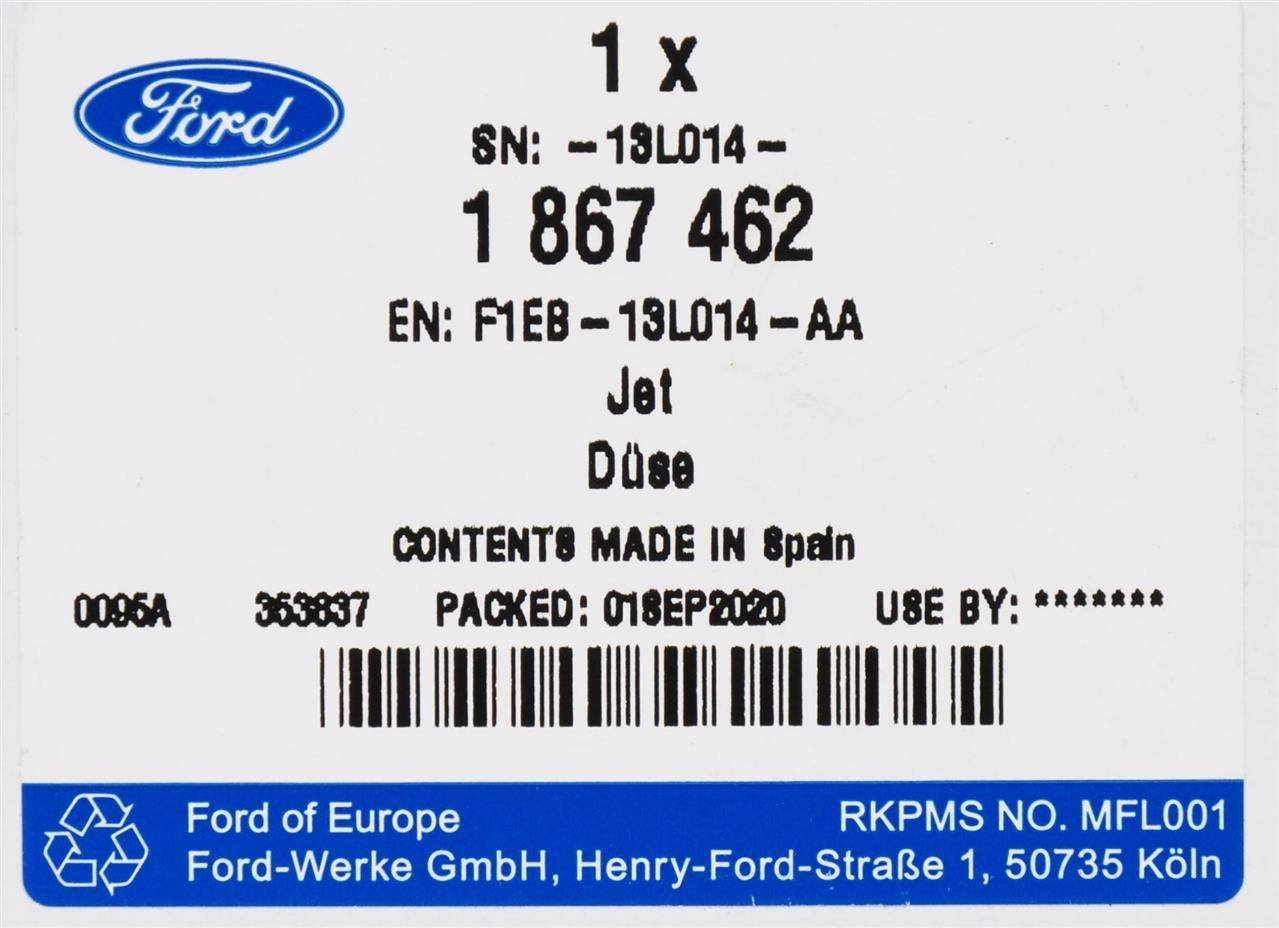 Ford
1 x
SN: -13L014-
1 867 462
EN: F1EB-13L014-AA
Jet
Düse
CONTENTS MADE IN Spain
0095A 353837 PACKED: 01SEP2020 USE BY: *******
Ford of Europe RKPMS NO. MFL001
Ford-Werke GmbH, Henry-Ford-Straße 1, 50735 Köln